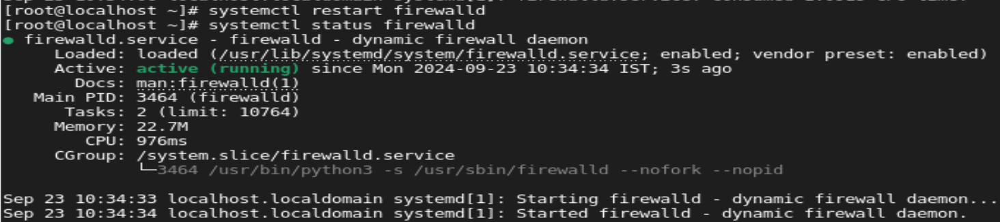 [root@localhost ~]# systemctl restart firewalld
[root@localhost ~]# systemctl status firewalld
● firewalld.service - firewalld - dynamic firewall daemon
     Loaded: loaded (/usr/lib/systemd/system/firewalld.service; enabled; vendor preset: enabled)
     Active: active (running) since Mon 2024-09-23 10:34:34 IST; 3s ago
       Docs: man:firewalld(1)
   Main PID: 3464 (firewalld)
      Tasks: 2 (limit: 10764)
     Memory: 22.7M
        CPU: 976ms
     CGroup: /system.slice/firewalld.service
             └─3464 /usr/bin/python3 -s /usr/sbin/firewalld --nofork --nopid

Sep 23 10:34:33 localhost.localdomain systemd[1]: Starting firewalld - dynamic firewall daemon...
Sep 23 10:34:34 localhost.localdomain systemd[1]: Started firewalld - dynamic firewall daemon.